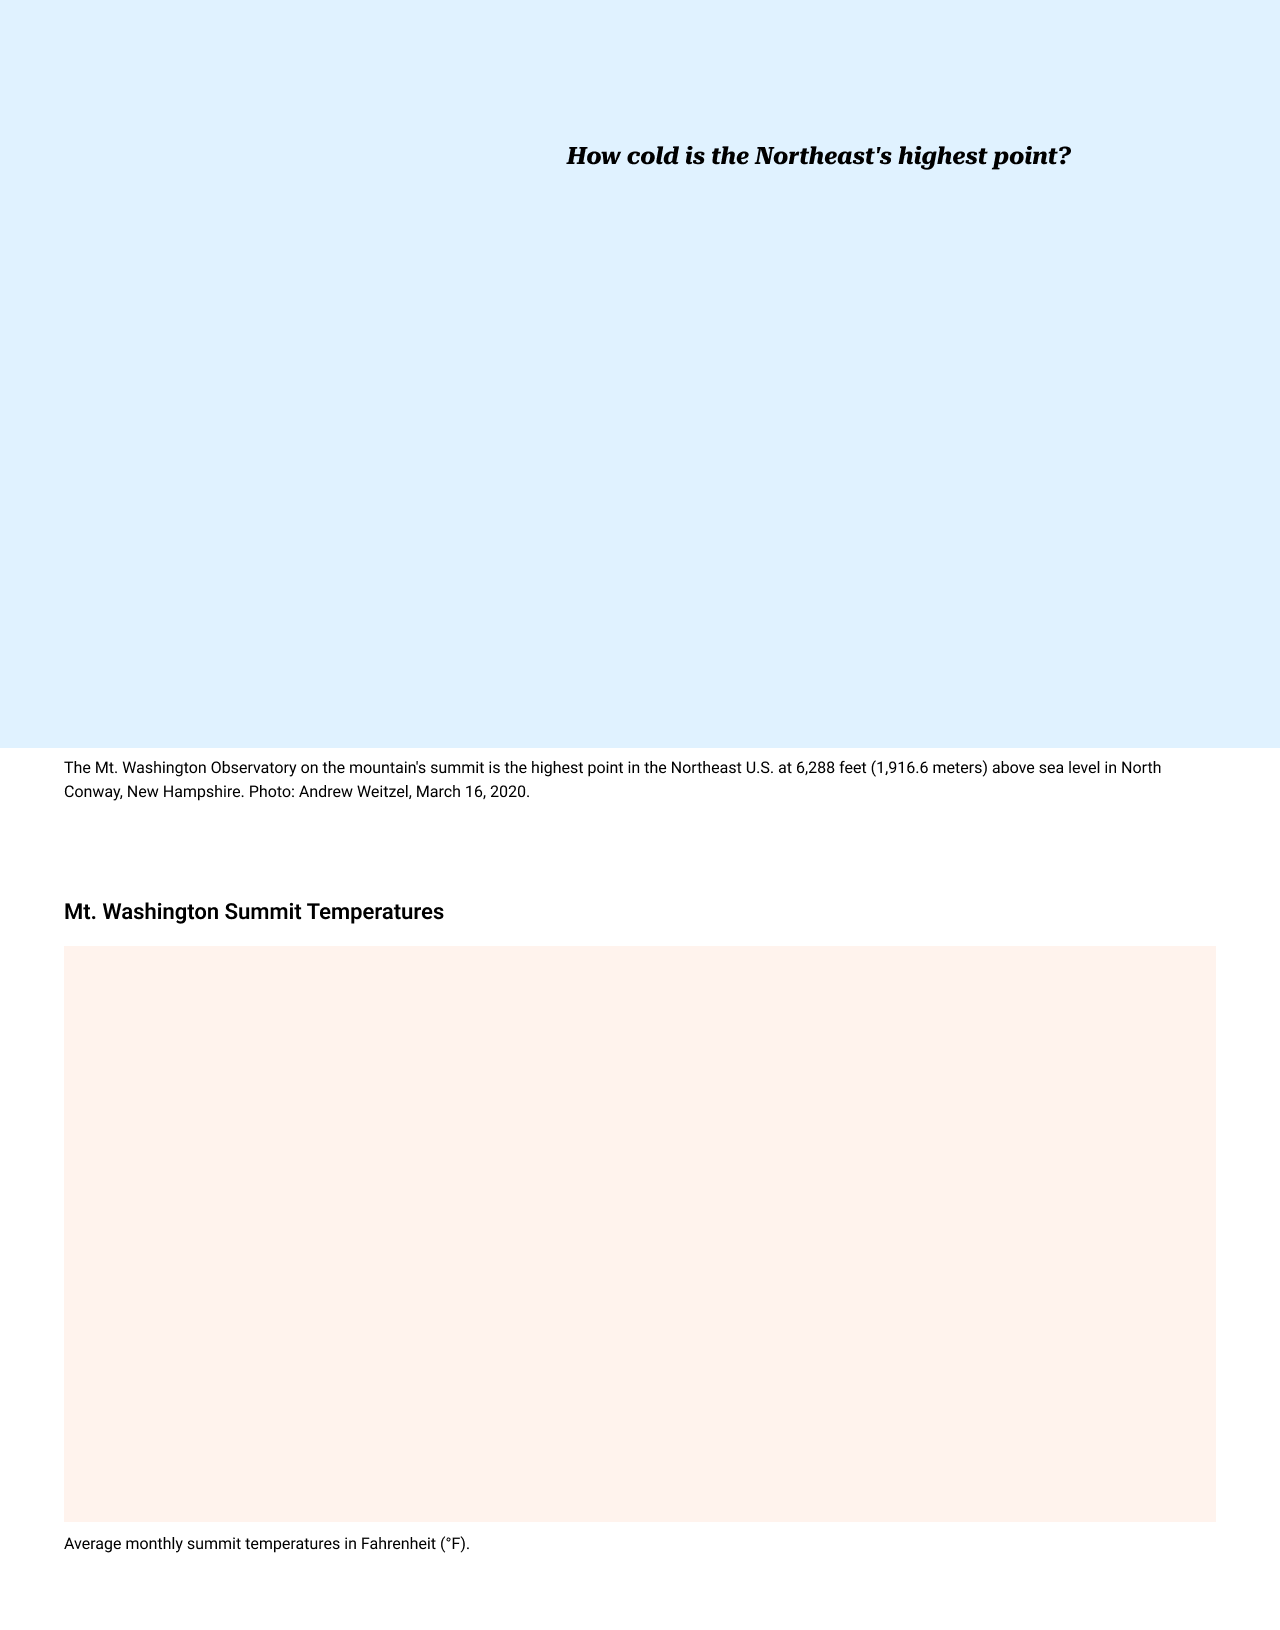 How cold is the Northeast's highest point?
The Mt. Washington Observatory on the mountain's summit is the highest point in the Northeast U.S. at 6,288 feet (1,916.6 meters) above sea level in North
Conway, New Hampshire. Photo: Andrew Weitzel, March 16, 2020.
Mt. Washington Summit Temperatures
Average monthly summit temperatures in Fahrenheit (°F).